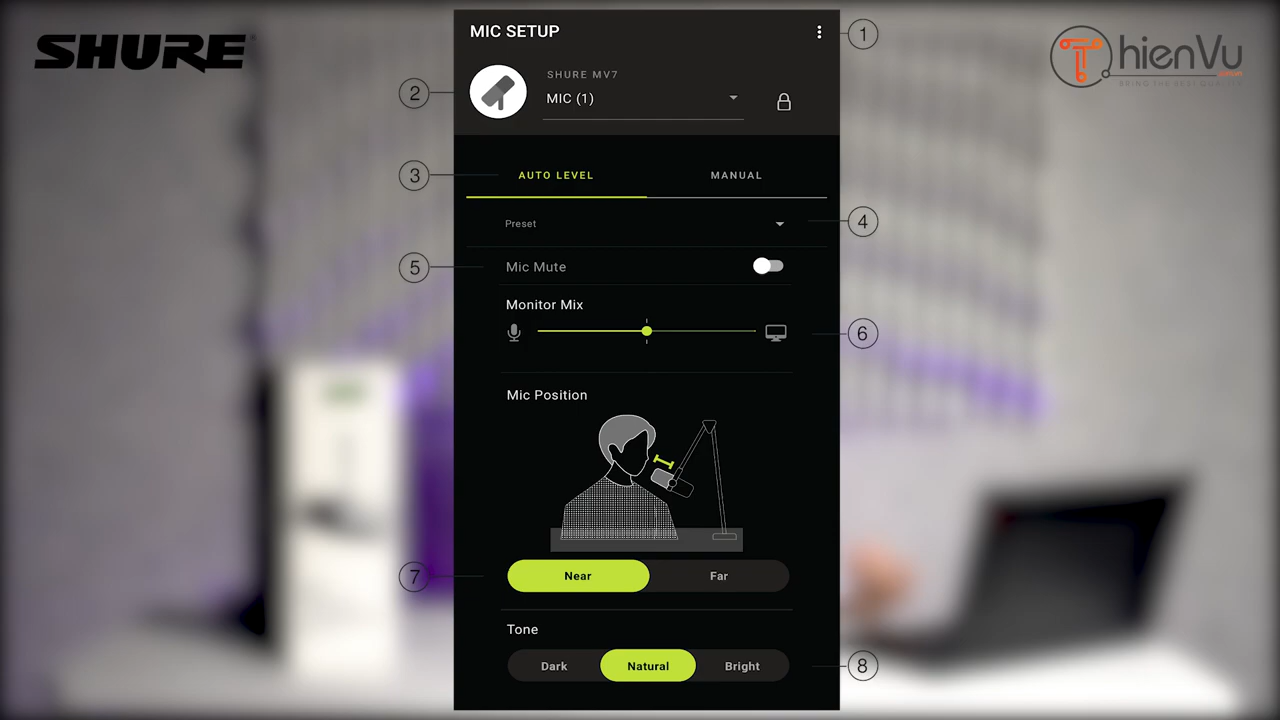 SHURE
MIC SETUP
1
ThienVu
BRING THE BEST QUALITY
SHURE MV7
2
MIC (1)
3
AUTO LEVEL
MANUAL
Preset
4
5
Mic Mute
Monitor Mix
6
Mic Position
7
Near
Far
Tone
Dark
Natural
Bright
8